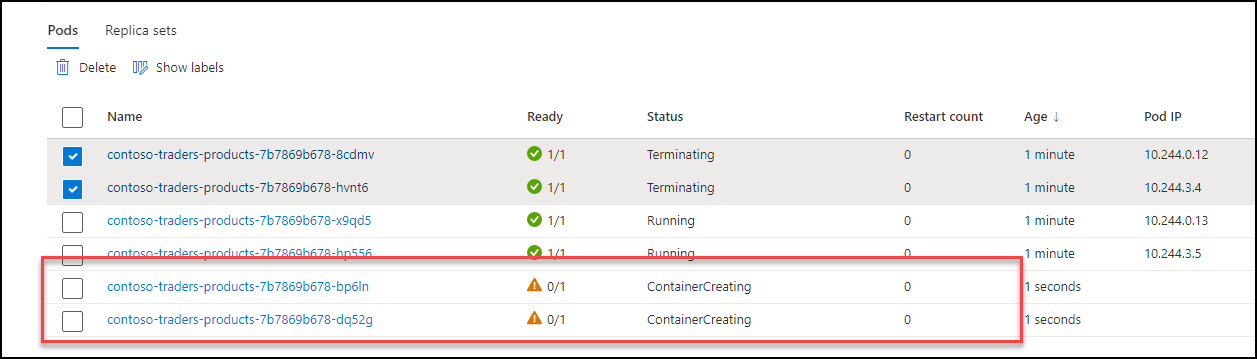 Pods Replica sets
Delete Show labels
Name Ready Status Restart count Age ↓ Pod IP
contoso-traders-products-7b7869b678-8cdmv 1/1 Terminating 0 1 minute 10.244.0.12
contoso-traders-products-7b7869b678-hvnt6 1/1 Terminating 0 1 minute 10.244.3.4
contoso-traders-products-7b7869b678-x9qd5 1/1 Running 0 1 minute 10.244.0.13
contoso-traders-products-7b7869b678-bp556 1/1 Running 0 1 minute 10.244.3.5
contoso-traders-products-7b7869b678-bp6ln 0/1 ContainerCreating 0 1 seconds
contoso-traders-products-7b7869b678-dq52g 0/1 ContainerCreating 0 1 seconds